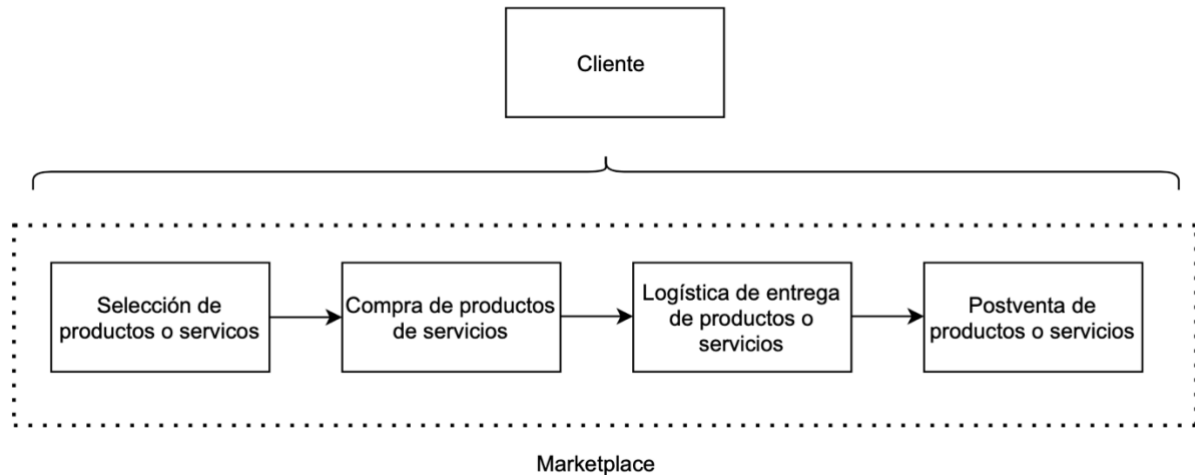 Cliente
Selección de
productos o servicos
Compra de productos
de servicios
Logística de entrega
de productos o
servicios
Postventa de
productos o servicios
Marketplace